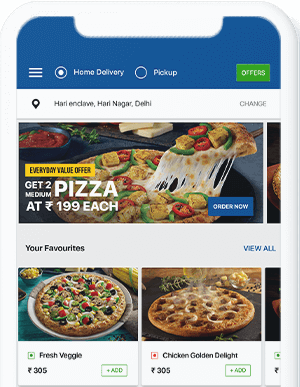 Home Delivery
Pickup
OFFERS
Hari enclave, Hari Nagar, Delhi
CHANGE
EVERYDAY VALUE OFFER
GET 2
MEDIUM
PIZZA
AT ₹ 199 EACH
ORDER NOW
Your Favourites
VIEW ALL
Fresh Veggie
₹ 305
+ ADD
Chicken Golden Delight
₹ 305
+ ADD